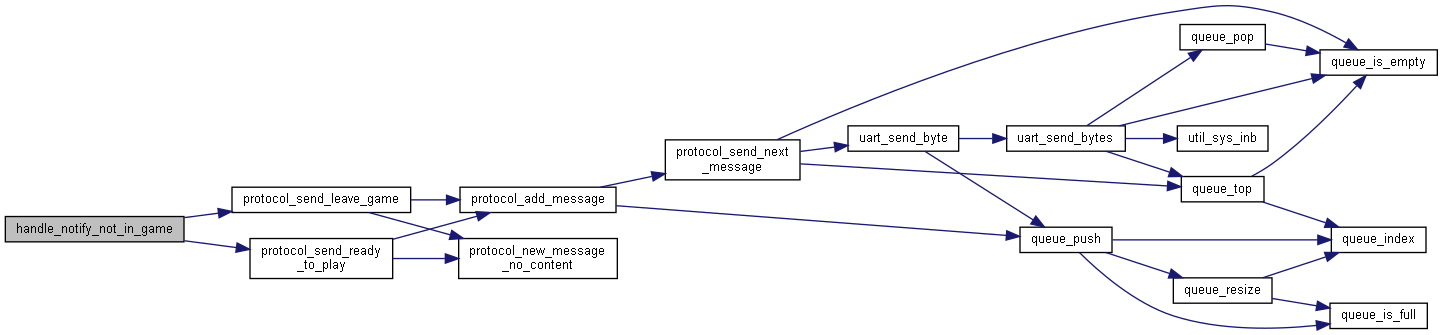 handle_notify_not_in_game
protocol_send_leave_game
protocol_send_ready
_to_play
protocol_add_message
protocol_new_message
_no_content
protocol_send_next
_message
uart_send_byte
uart_send_bytes
queue_pop
queue_is_empty
util_sys_inb
queue_top
queue_push
queue_index
queue_resize
queue_is_full